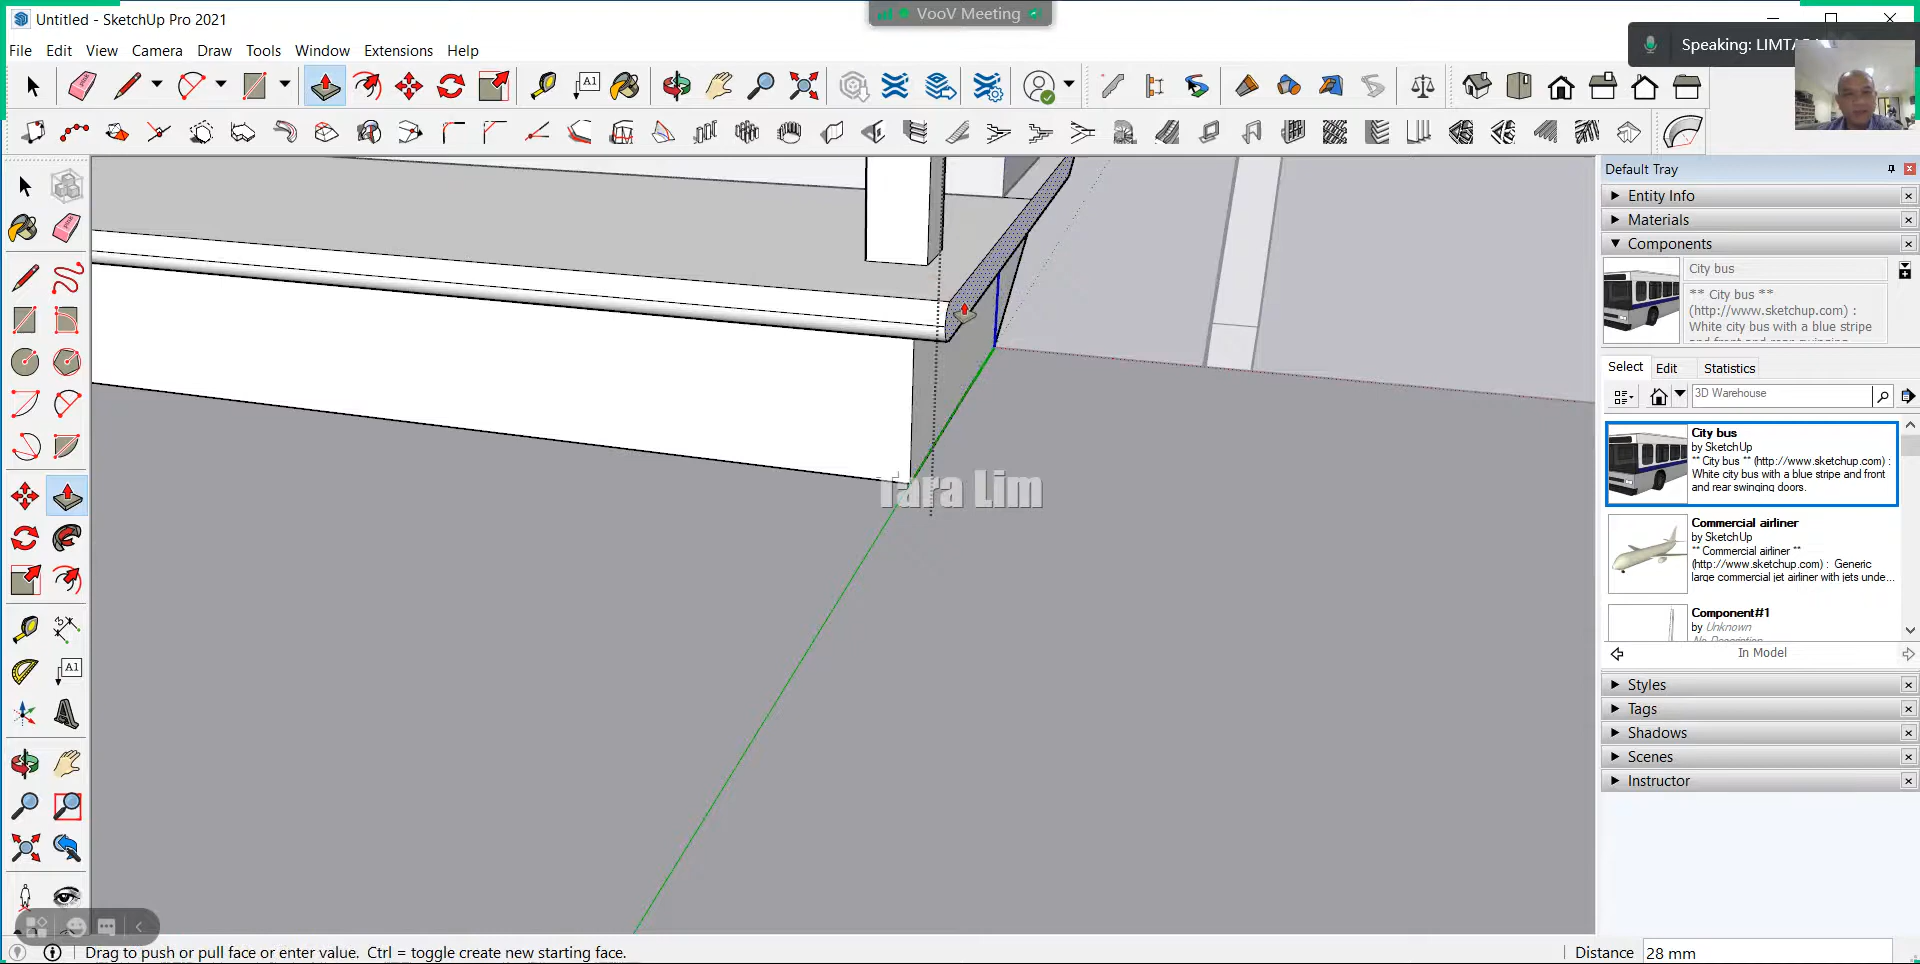 Untitled - SketchUp Pro 2021
VooV Meeting
Speaking: LIMTA
File Edit View Camera Draw Tools Window Extensions Help
A1
Default Tray
Entity Info
Materials
Components
City bus
** City bus **
(http://www.sketchup.com) :
White city bus with a blue stripe
Select Edit Statistics
3D Warehouse
City bus
by SketchUp
** City bus ** (http://www.sketchup.com) :
White city bus with a blue stripe and front
and rear swinging doors.
Commercial airliner
by SketchUp
** Commercial airliner **
(http://www.sketchup.com) : Generic
large commercial jet airliner with jets unde...
Component#1
by Unknown
No Description
In Model
Styles
Tags
Shadows
Scenes
Instructor
A1
Tara Lim
Drag to push or pull face or enter value. Ctrl = toggle create new starting face.
Distance 28 mm